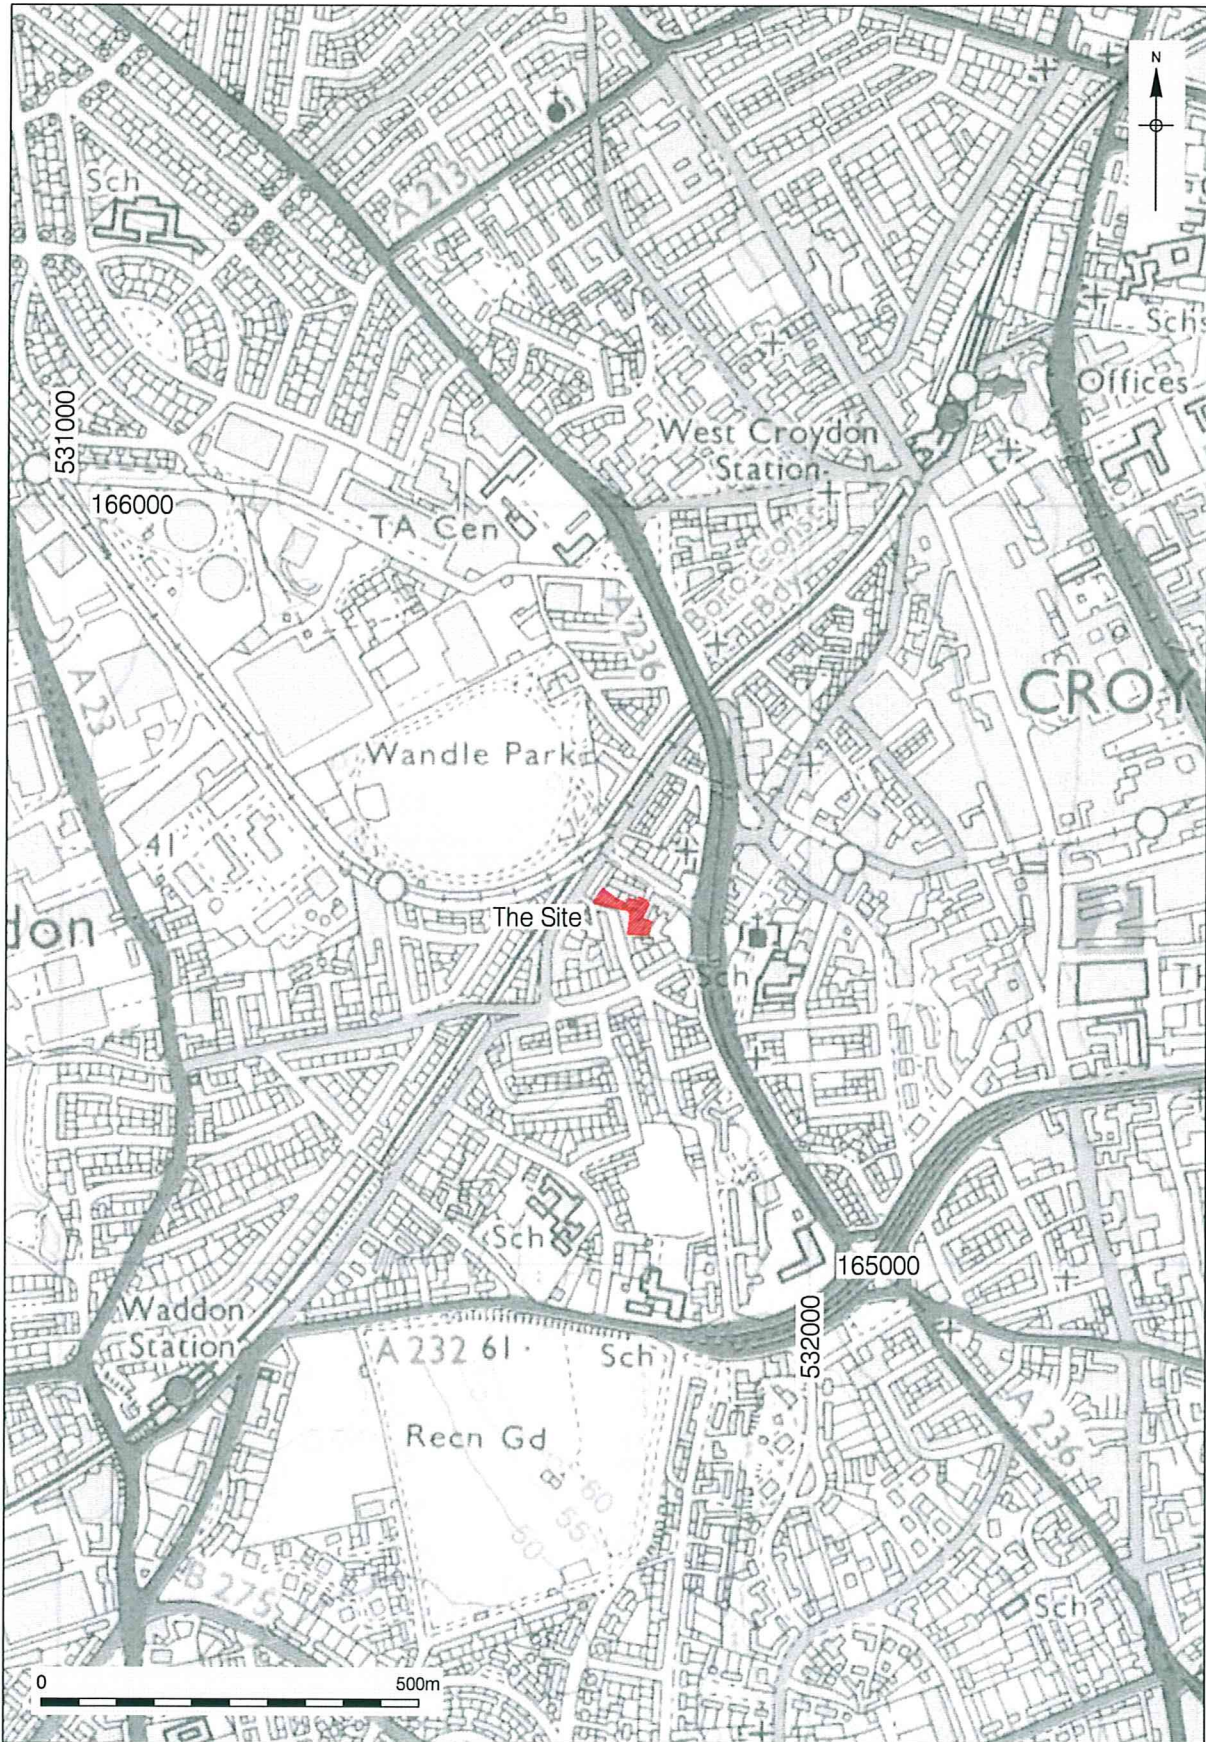 N
A 213
Sch
Schs
Offices
West Croydon
Station
531000
166000
TA Cen
Boro Const
Bdy
A 236
A 23
CROY
Wandle Park
41
don
The Site
Sch
Th
Sch
165000
Waddon
Station
532000
A 232
61
Sch
Recn Gd
A 236
60
55
60
B 275
Sch
0
500m